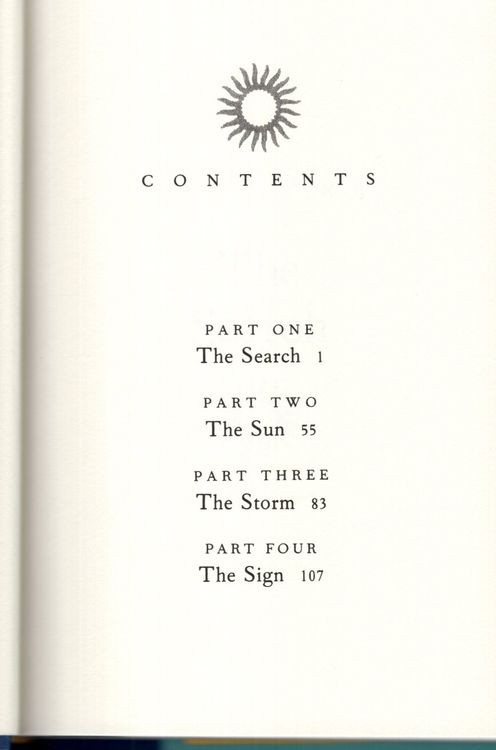 CONTENTS
PART ONE
The Search 1
PART TWO
The Sun 55
PART THREE
The Storm 83
PART FOUR
The Sign 107